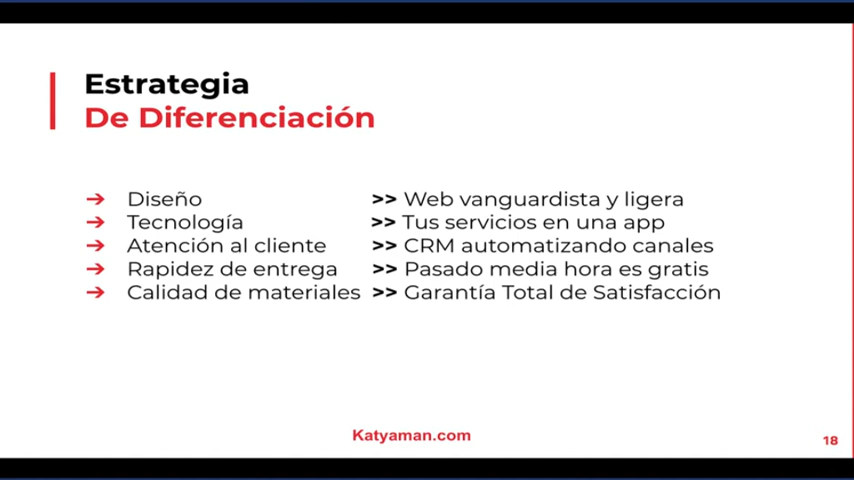 Estrategia
De Diferenciación
➔ Diseño >> Web vanguardista y ligera
➔ Tecnología >> Tus servicios en una app
➔ Atención al cliente >> CRM automatizando canales
➔ Rapidez de entrega >> Pasado media hora es gratis
➔ Calidad de materiales >> Garantía Total de Satisfacción
Katyaman.com
18